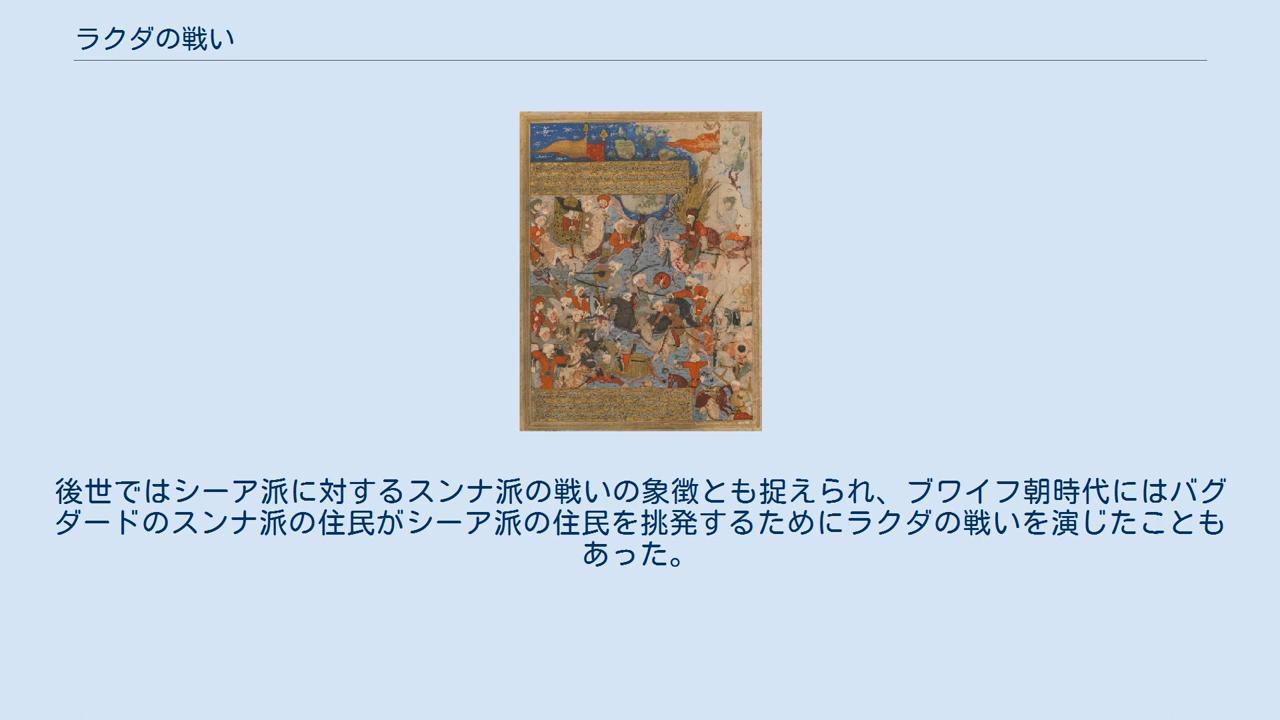 ラクダの戦い
後世ではシーア派に対するスンナ派の戦いの象徴とも捉えられ、ブワイフ朝時代にはバグ
ダードのスンナ派の住民がシーア派の住民を挑発するためにラクダの戦いを演じたことも
あった。